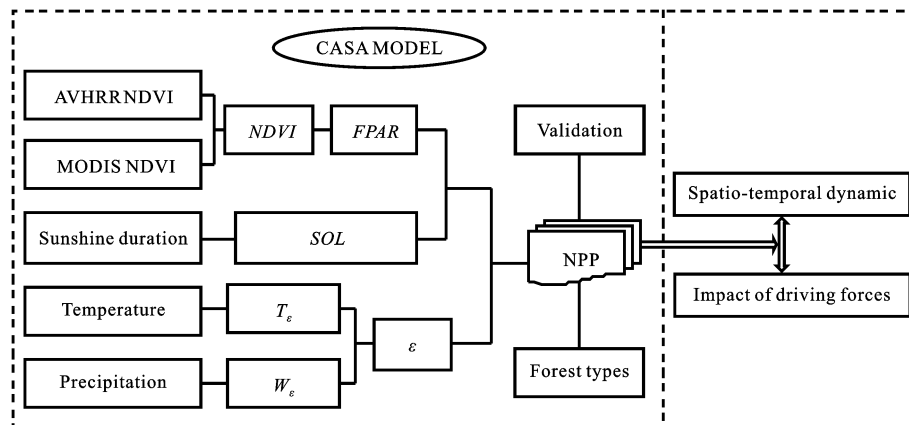 CASA MODEL
AVHRR NDVI
NDVI
FPAR
MODIS NDVI
Sunshine duration
SOL
Temperature
Tε
Precipitation
Wε
ε
Validation
NPP
Forest types
Spatio-temporal dynamic
Impact of driving forces